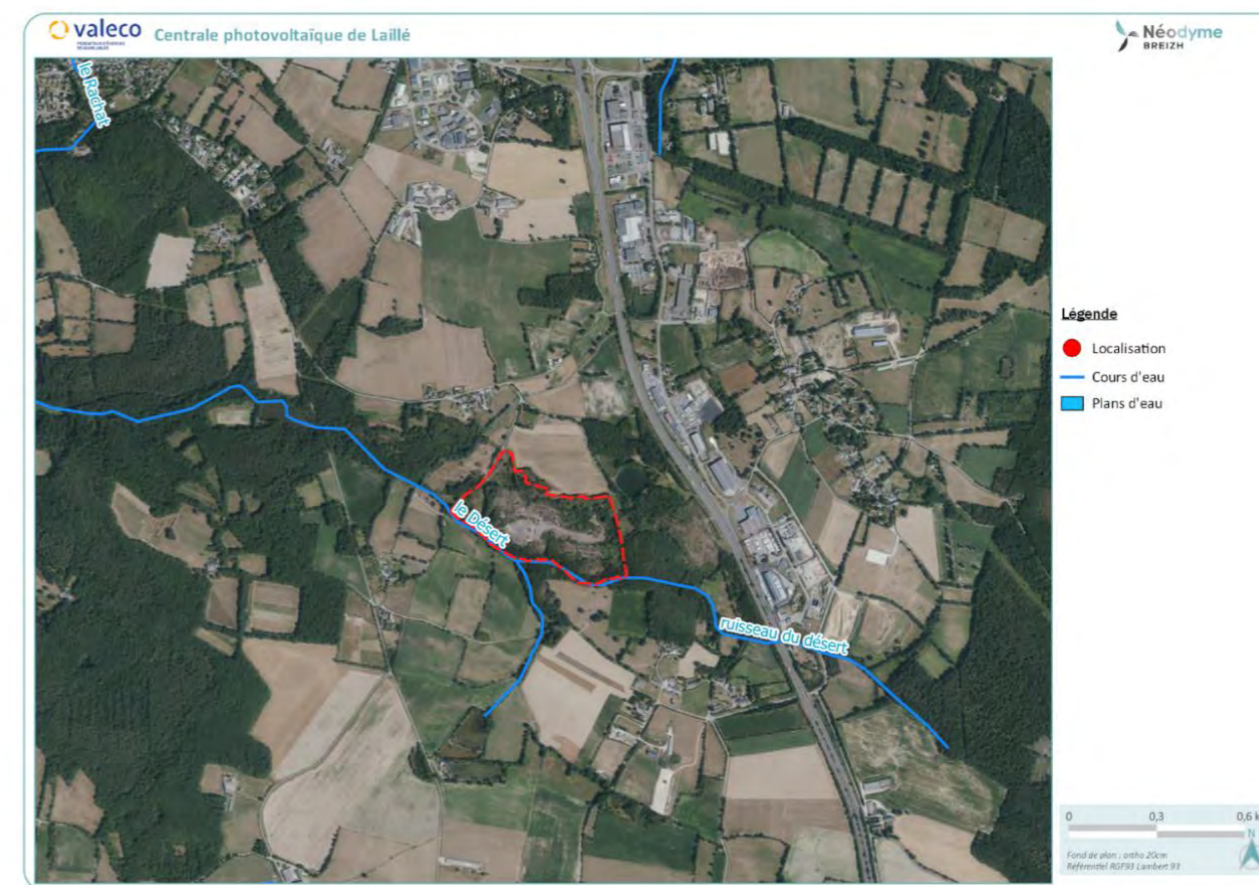 valeco
Centrale photovoltaïque de Laillé
Néodyme
BREIZH
le Rachat
le Désert
ruisseau du désert
Légende
Localisation
Cours d'eau
Plans d'eau
0 0,3 0,6 k
N
Fond de plan : ortho 20cm
Référentiel RGF93 Lambert 93